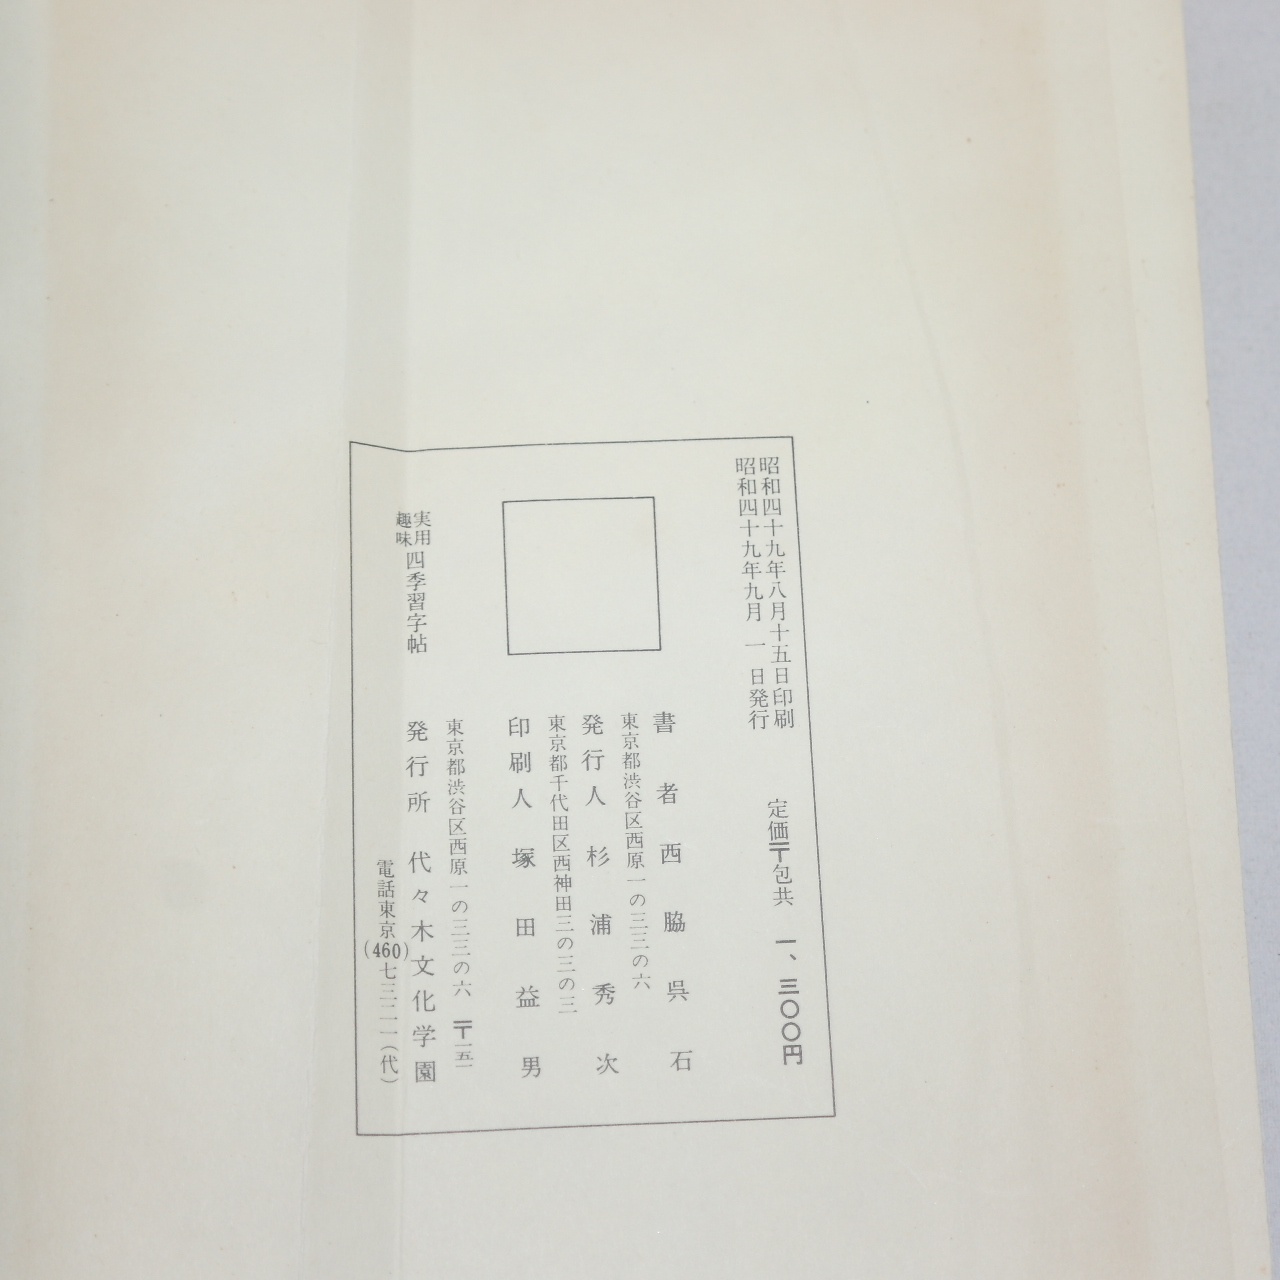 昭和四十九年八月十五日印刷
昭和四十九年九月一日発行
定価〒包共 一、三〇〇円
書者 西脇呉石
東京都渋谷区西原一の三三の六
発行人 杉浦秀次
東京都千代田区西神田三の三の三
印刷人 塚田益男
東京都渋谷区西原一の三三の六 〒一五一
発行所 代々木文化学園
電話東京(460)七三二一(代)
実用
趣味
四季習字帖